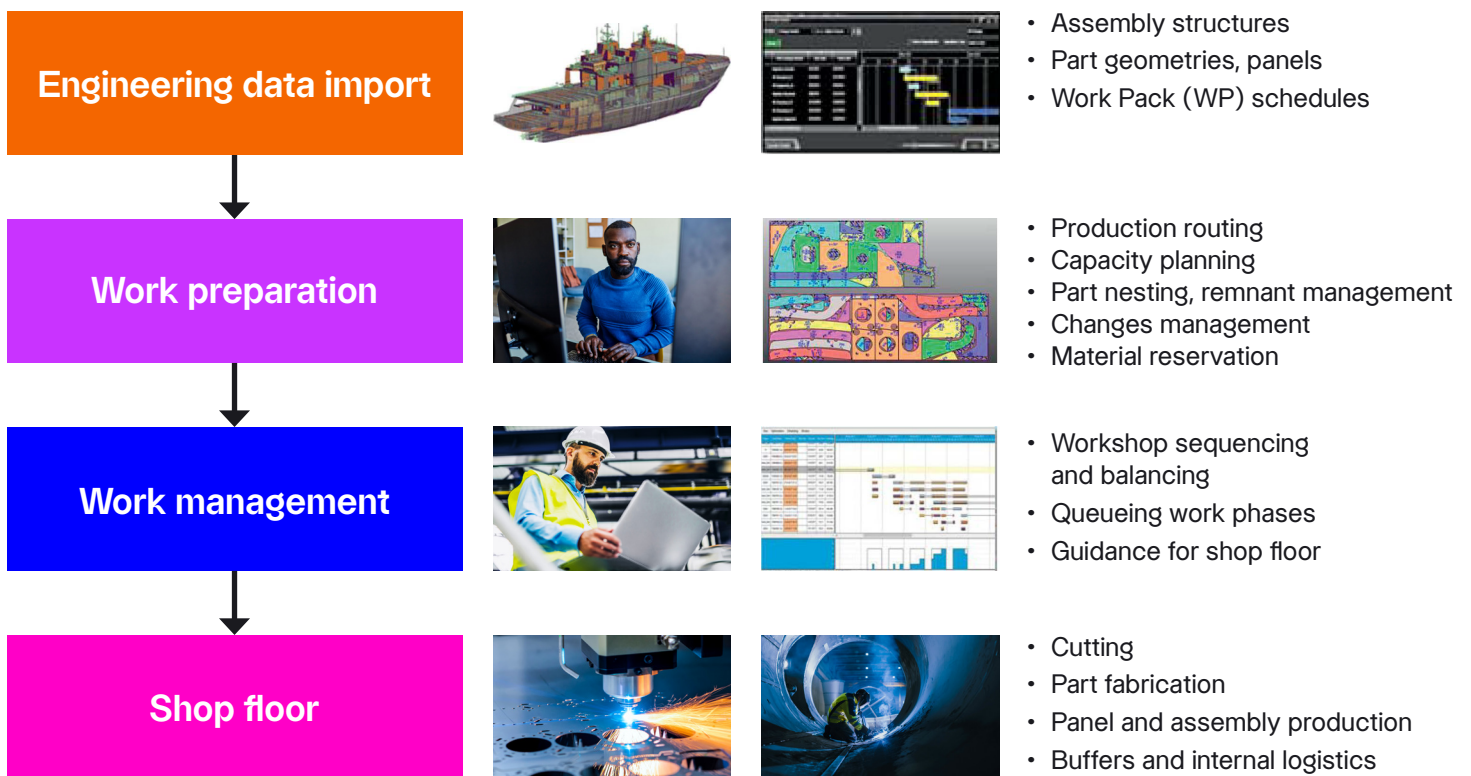 Engineering data import
• Assembly structures
• Part geometries, panels
• Work Pack (WP) schedules
Work preparation
• Production routing
• Capacity planning
• Part nesting, remnant management
• Changes management
• Material reservation
Work management
• Workshop sequencing
and balancing
• Queueing work phases
• Guidance for shop floor
Shop floor
• Cutting
• Part fabrication
• Panel and assembly production
• Buffers and internal logistics